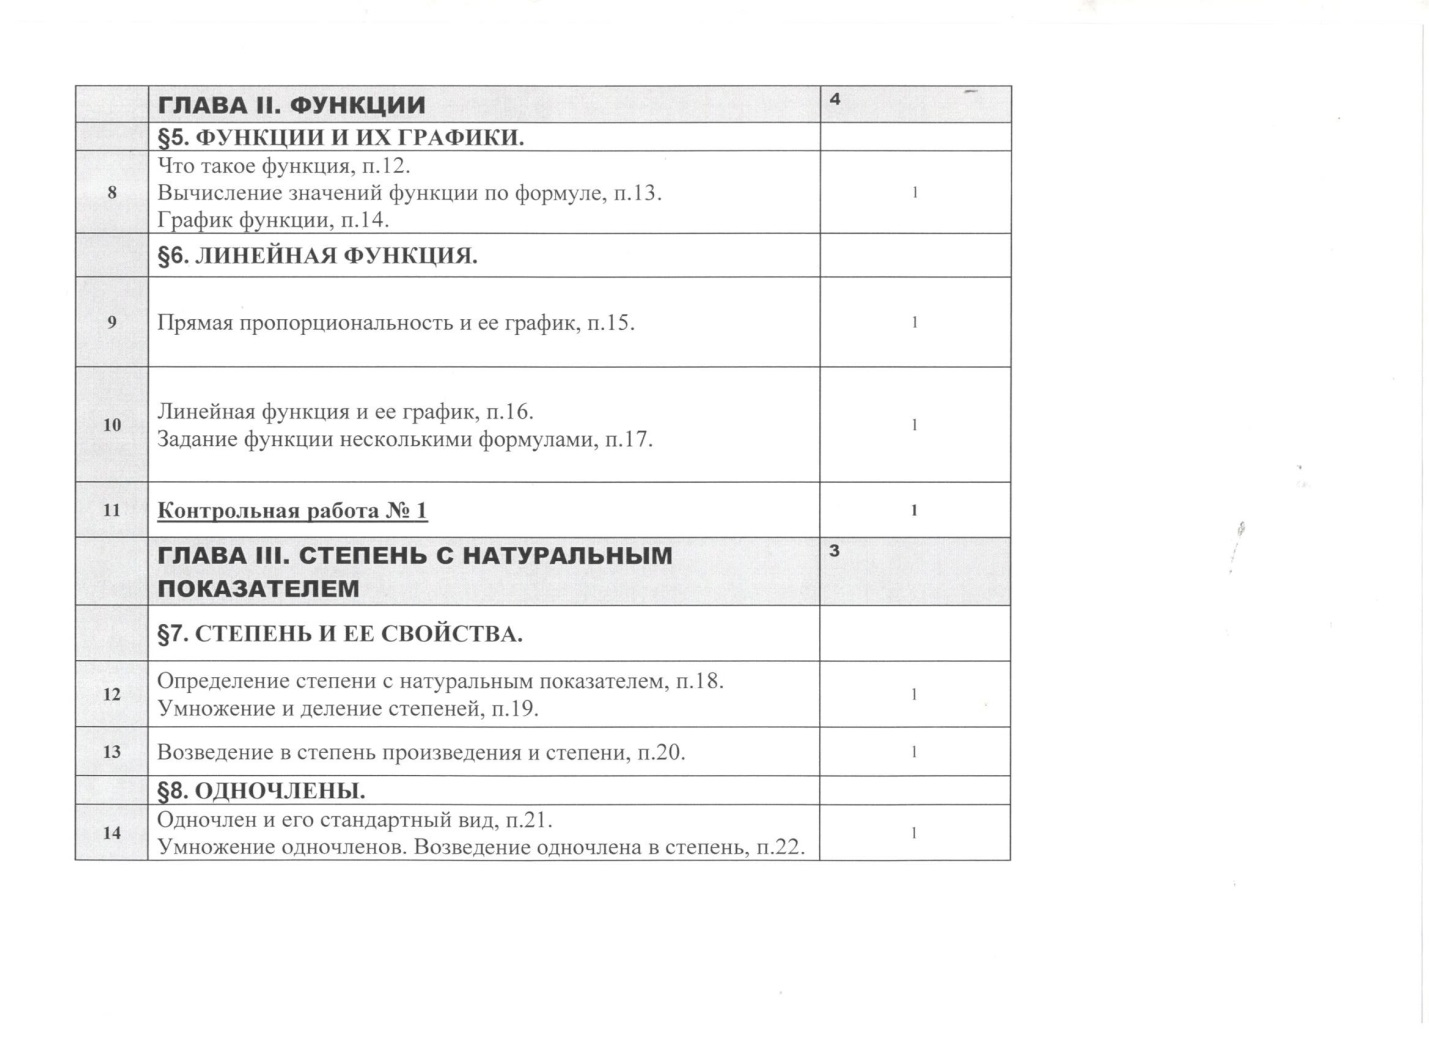 ГЛАВА II. ФУНКЦИИ 4
§5. ФУНКЦИИ И ИХ ГРАФИКИ.
Что такое функция, п.12.
8 Вычисление значений функции по формуле, п.13. 1
График функции, п.14.
§6. ЛИНЕЙНАЯ ФУНКЦИЯ.
9 Прямая пропорциональность и ее график, п.15. 1
Линейная функция и ее график, п.16.
10 1
Задание функции несколькими формулами, п.17.
11 Контрольная работа № 1 1
ГЛАВА III. СТЕПЕНЬ С НАТУРАЛЬНЫМ 3
ПОКАЗАТЕЛЕМ
§7. СТЕПЕНЬ И ЕЕ СВОЙСТВА.
Определение степени с натуральным показателем, п.18.
12 1
Умножение и деление степеней, п.19.
13 Возведение в степень произведения и степени, п.20. 1
§8. ОДНОЧЛЕНЫ.
Одночлен и его стандартный вид, п.21.
14 1
Умножение одночленов. Возведение одночлена в степень, п.22.